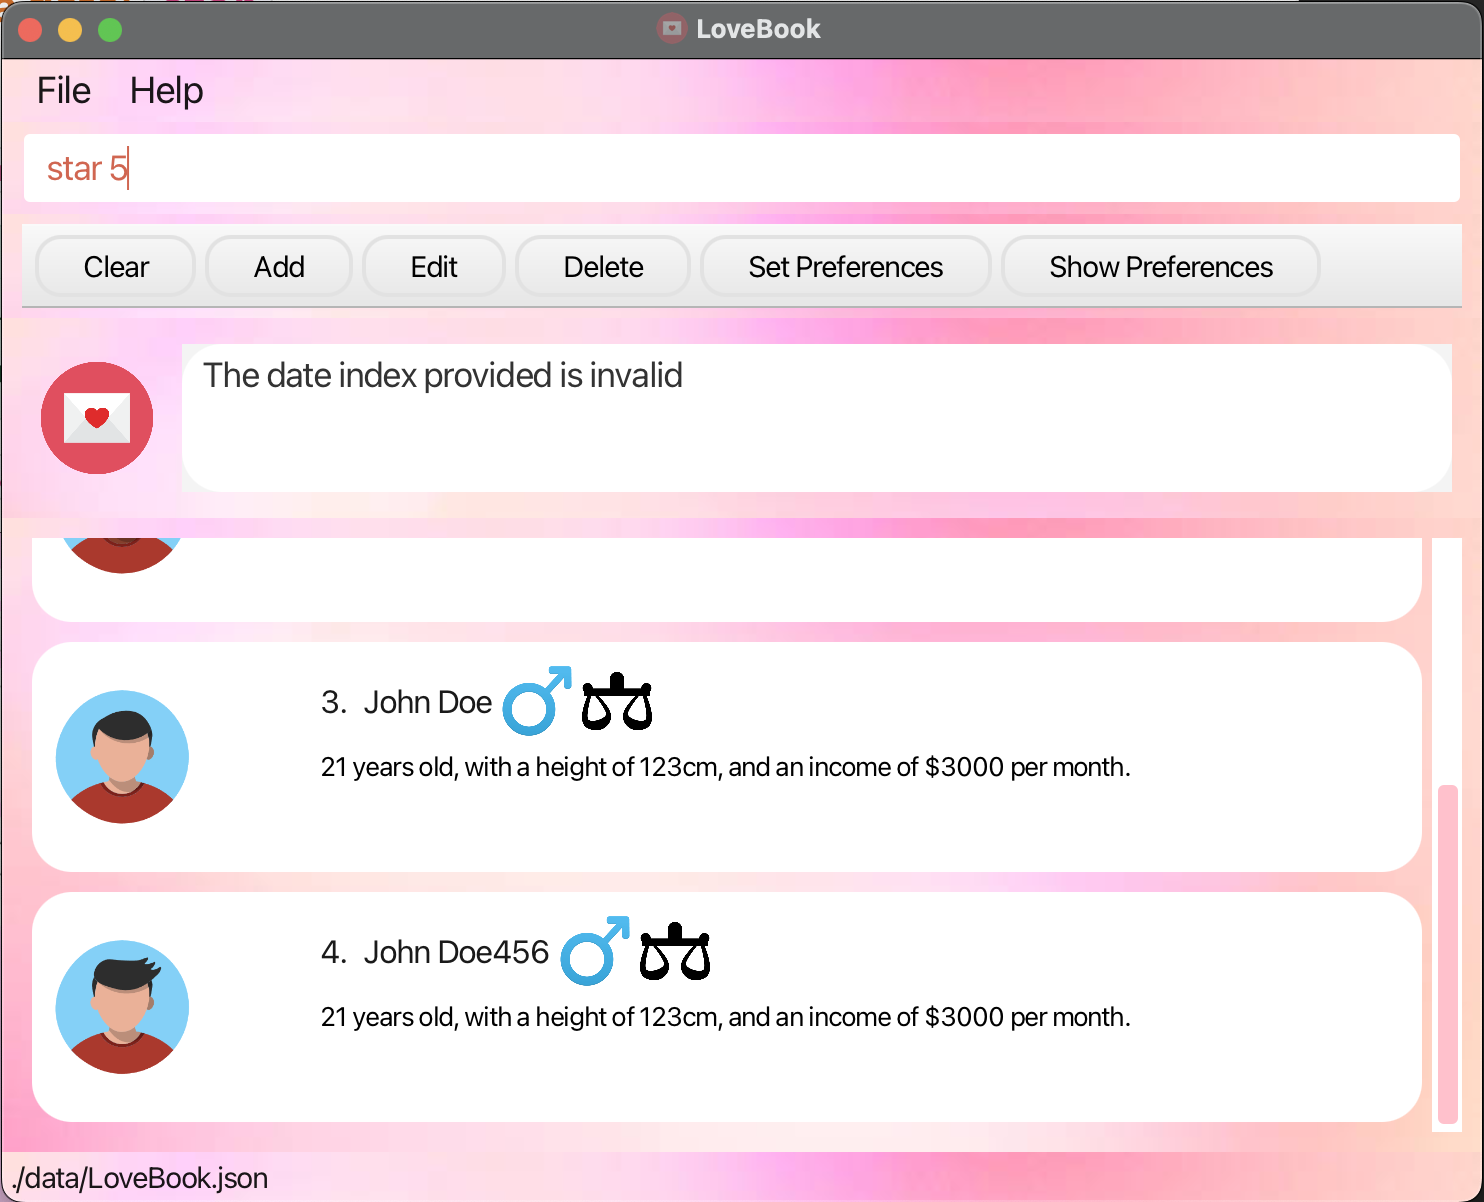 LoveBook
File Help
star 5
Clear Add Edit Delete Set Preferences Show Preferences
The date index provided is invalid
3. John Doe
21 years old, with a height of 123cm, and an income of $3000 per month.
4. John Doe456
21 years old, with a height of 123cm, and an income of $3000 per month.
./data/LoveBook.json